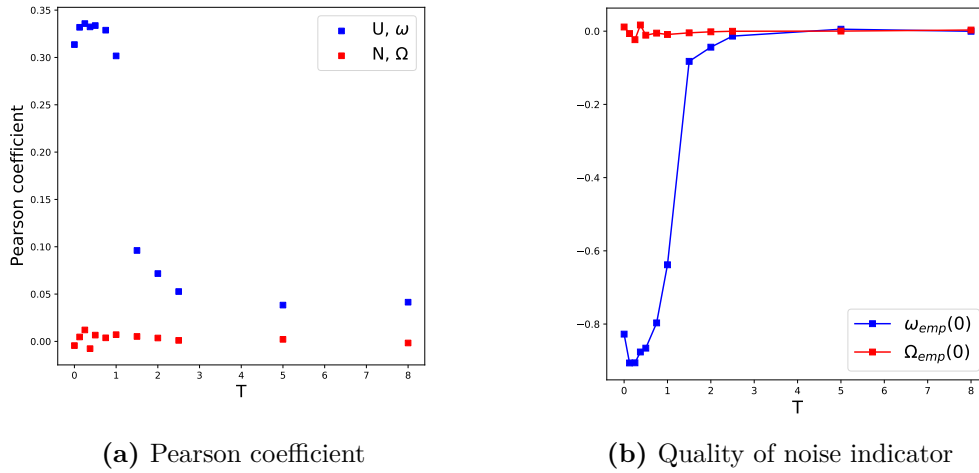 U, ω
N, Ω
Pearson coefficient
0.35
0.30
0.25
0.20
0.15
0.10
0.05
0.00
0 1 2 3 4 5 6 7 8
T
(a) Pearson coefficient
0.0
−0.2
−0.4
−0.6
−0.8
ω_emp(0)
Ω_emp(0)
0 1 2 3 4 5 6 7 8
T
(b) Quality of noise indicator